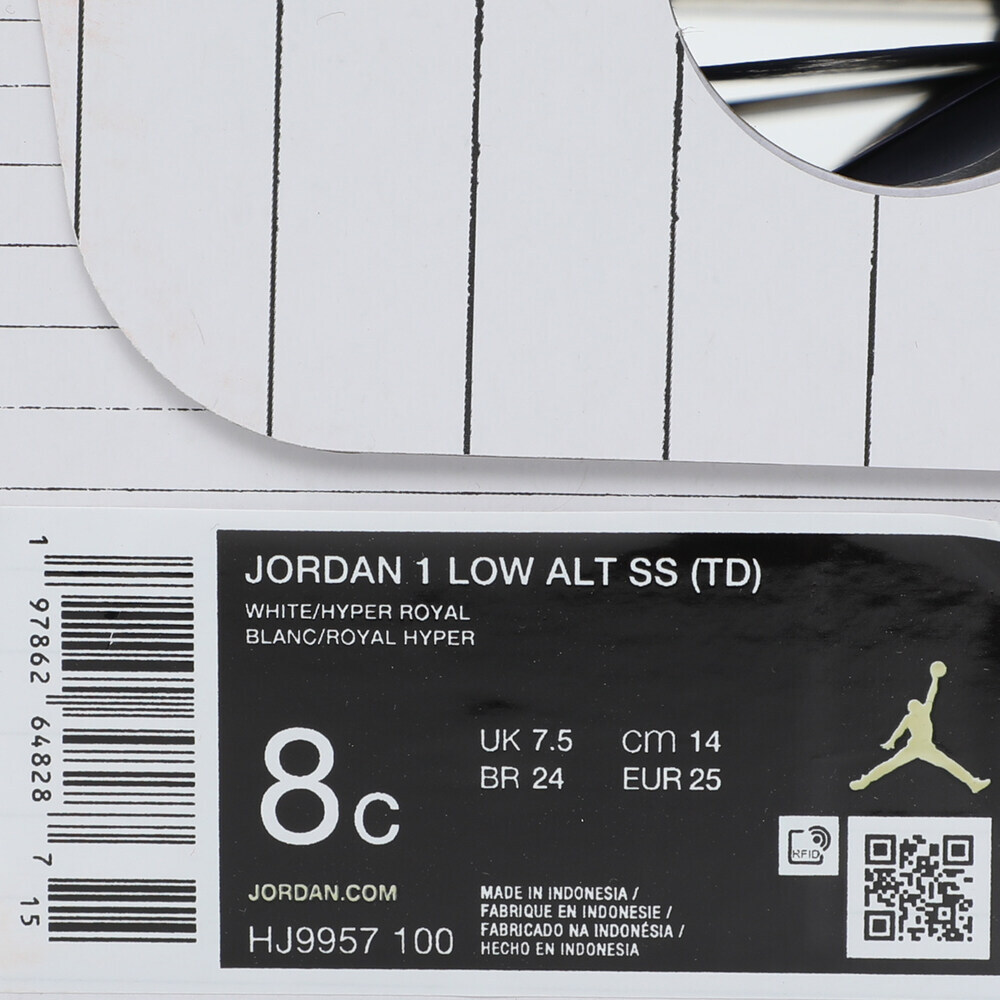 JORDAN 1 LOW ALT SS (TD)
WHITE/HYPER ROYAL
BLANC/ROYAL HYPER
8c
UK 7.5 cm 14
BR 24 EUR 25
RFID
JORDAN.COM
HJ9957 100
MADE IN INDONESIA /
FABRIQUE EN INDONESIE /
FABRICADO NA INDONÉSIA /
HECHO EN INDONESIA
1 97862 64828 7 15